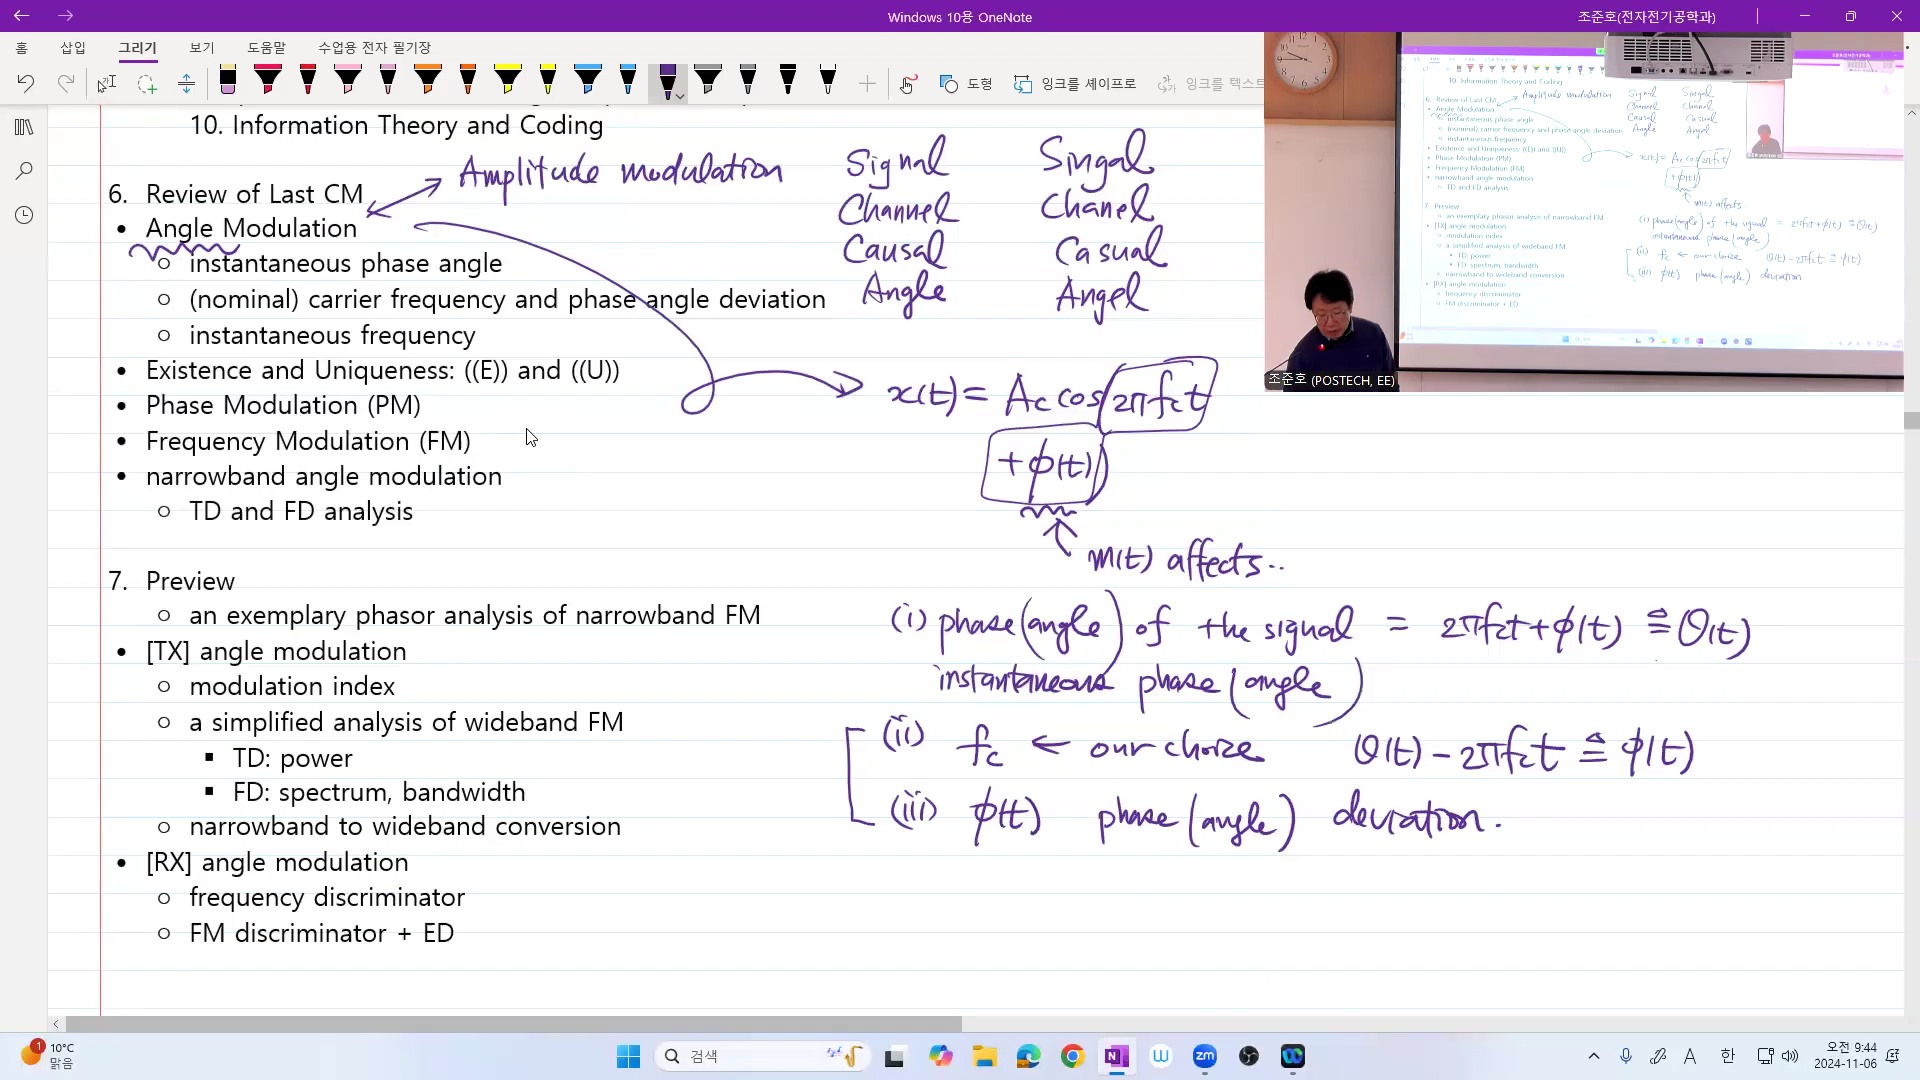 Windows 10용 OneNote
조준호(전자전기공학과)
홈 삽입 그리기 보기 도움말 수업용 전자 필기장
도형 잉크를 셰이프로 잉크를 텍스트
10. Information Theory and Coding
6. Review of Last CM
• Angle Modulation
○ instantaneous phase angle
○ (nominal) carrier frequency and phase angle deviation
○ instantaneous frequency
• Existence and Uniqueness: ((E)) and ((U))
• Phase Modulation (PM)
• Frequency Modulation (FM)
• narrowband angle modulation
○ TD and FD analysis
7. Preview
○ an exemplary phasor analysis of narrowband FM
• [TX] angle modulation
○ modulation index
○ a simplified analysis of wideband FM
▪ TD: power
▪ FD: spectrum, bandwidth
○ narrowband to wideband conversion
• [RX] angle modulation
○ frequency discriminator
○ FM discriminator + ED
Amplitude modulation
Signal Singal
Channel Chanel
Causal Casual
Angle Angel
x(t) = Ac cos(2πfct
+ϕ(t))
m(t) affects..
(i) phase(angle) of the signal = 2πfct+ϕ(t) ≜ θ(t)
instantaneous phase (angle)
(ii) fc ← our choize θ(t) − 2πfct ≜ ϕ(t)
(iii) ϕ(t) phase (angle) deviation.
조준호 (POSTECH, EE)
10°C
맑음
검색
오전 9:44
2024-11-06
A 한